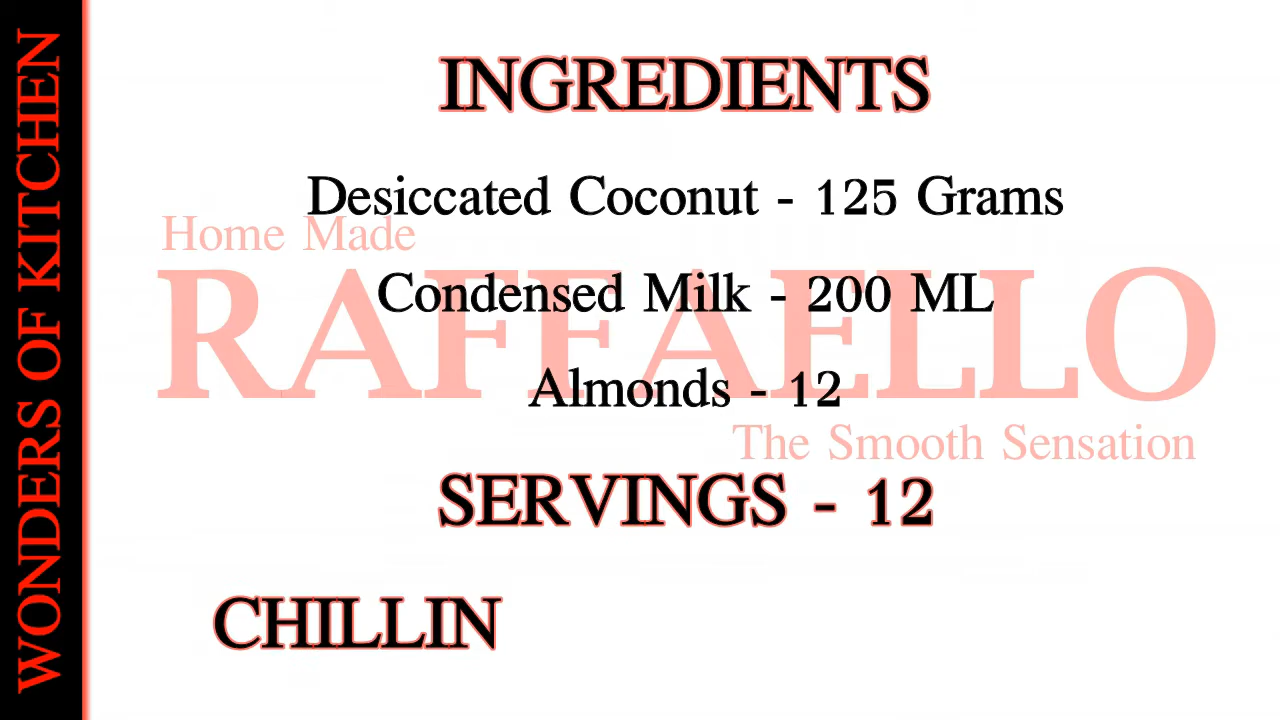 WONDERS OF KITCHEN
INGREDIENTS
Desiccated Coconut - 125 Grams
Home Made
Condensed Milk - 200 ML
RAFFAELLO
Almonds - 12
The Smooth Sensation
SERVINGS - 12
CHILLIN